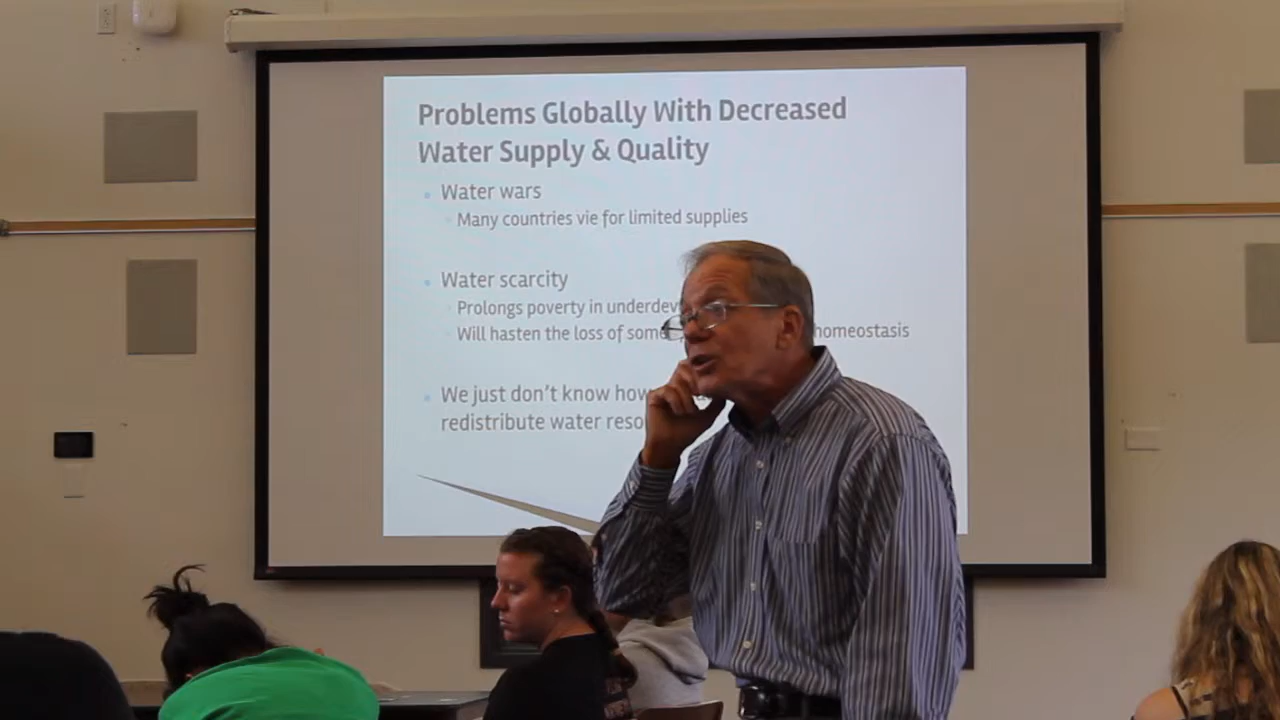 Problems Globally With Decreased
Water Supply & Quality
Water wars
Many countries vie for limited supplies
Water scarcity
Prolongs poverty in
Will hasten the loss of some homeostasis
We just don't know how
redistribute water